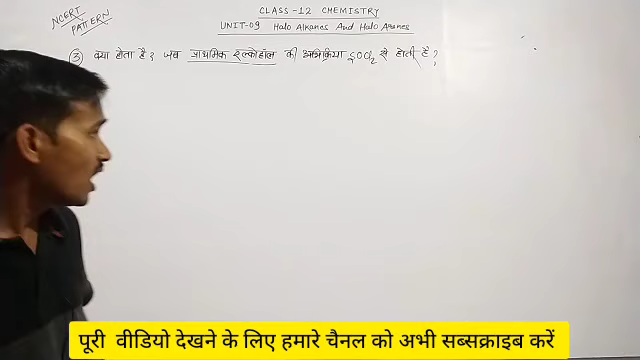 NCERT PATTERN
CLASS-12 CHEMISTRY
UNIT-09 Halo Alkanes And Halo Arenes
③ क्या होता है? जब प्राथमिक एल्कोहॉल की अभिक्रिया SOCl₂ से होती है?
पूरी वीडियो देखने के लिए हमारे चैनल को अभी सब्सक्राइब करें